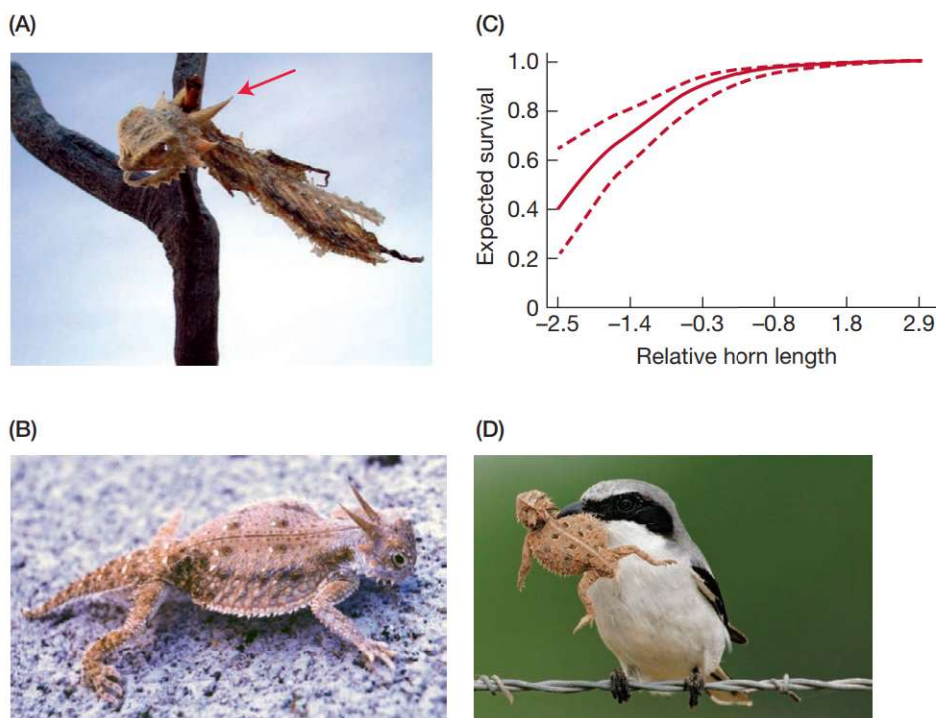 (A)
(C)
Expected survival
1.0
0.8
0.6
0.4
0.2
0
–2.5 –1.4 –0.3 –0.8 1.8 2.9
Relative horn length
(B)
(D)